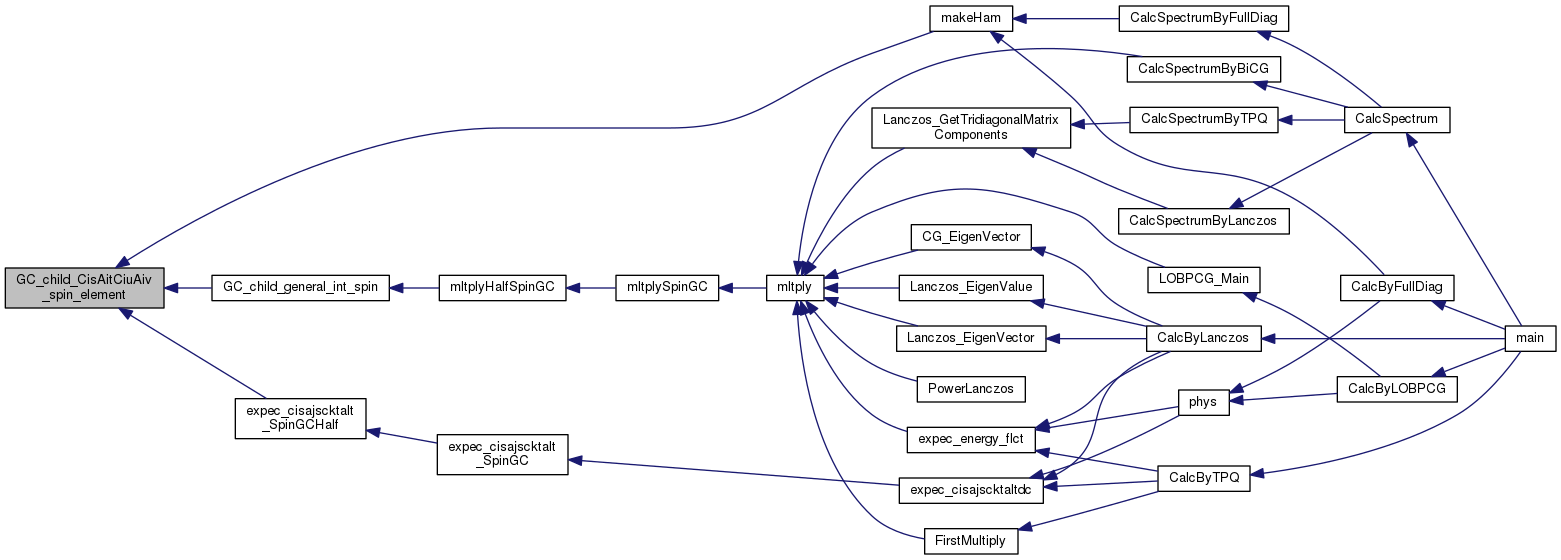 makeHam
CalcSpectrumByFullDiag
CalcSpectrumByBiCG
Lanczos_GetTridiagonalMatrix
Components
CalcSpectrumByTPQ
CalcSpectrum
CalcSpectrumByLanczos
CG_EigenVector
GC_child_CisAitCiuAiv
_spin_element
GC_child_general_int_spin
mltplyHalfSpinGC
mltplySpinGC
mltply
Lanczos_EigenValue
LOBPCG_Main
CalcByFullDiag
Lanczos_EigenVector
CalcByLanczos
main
PowerLanczos
phys
CalcByLOBPCG
expec_cisajscktalt
_SpinGCHalf
expec_cisajscktalt
_SpinGC
expec_energy_flct
expec_cisajscktaltdc
CalcByTPQ
FirstMultiply